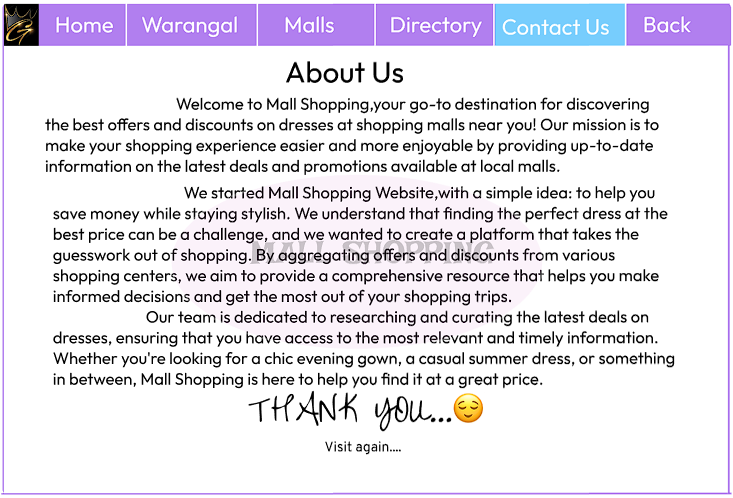 Home Warangal Malls Directory Contact Us Back
About Us
Welcome to Mall Shopping,your go-to destination for discovering
the best offers and discounts on dresses at shopping malls near you! Our mission is to
make your shopping experience easier and more enjoyable by providing up-to-date
information on the latest deals and promotions available at local malls.
We started Mall Shopping Website,with a simple idea: to help you
save money while staying stylish. We understand that finding the perfect dress at the
best price can be a challenge, and we wanted to create a platform that takes the
guesswork out of shopping. By aggregating offers and discounts from various
MALL SHOPPING
shopping centers, we aim to provide a comprehensive resource that helps you make
informed decisions and get the most out of your shopping trips.
Our team is dedicated to researching and curating the latest deals on
dresses, ensuring that you have access to the most relevant and timely information.
Whether you're looking for a chic evening gown, a casual summer dress, or something
in between, Mall Shopping is here to help you find it at a great price.
THANK YOU...😌
Visit again....